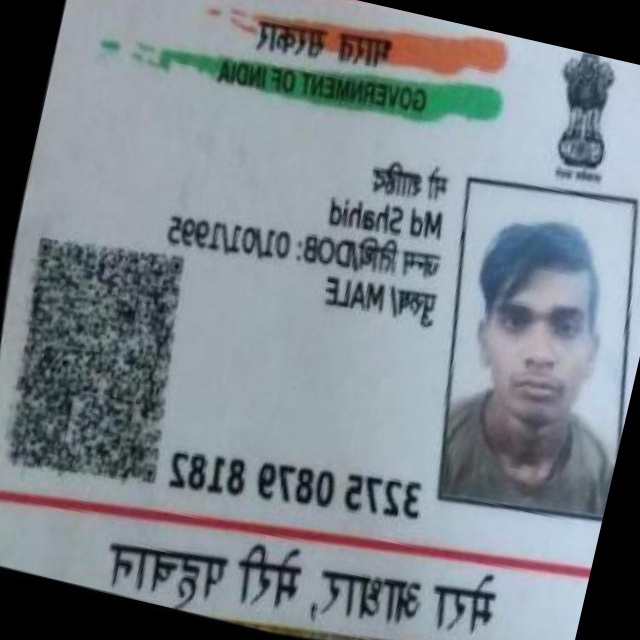 भारत सरकार
GOVERNMENT OF INDIA
मो शाहिद
Md Shahid
जन्म तिथि/DOB: 01/01/1995
पुरुष/ MALE
3275 0879 8182
मेरा आधार, मेरी पहचान